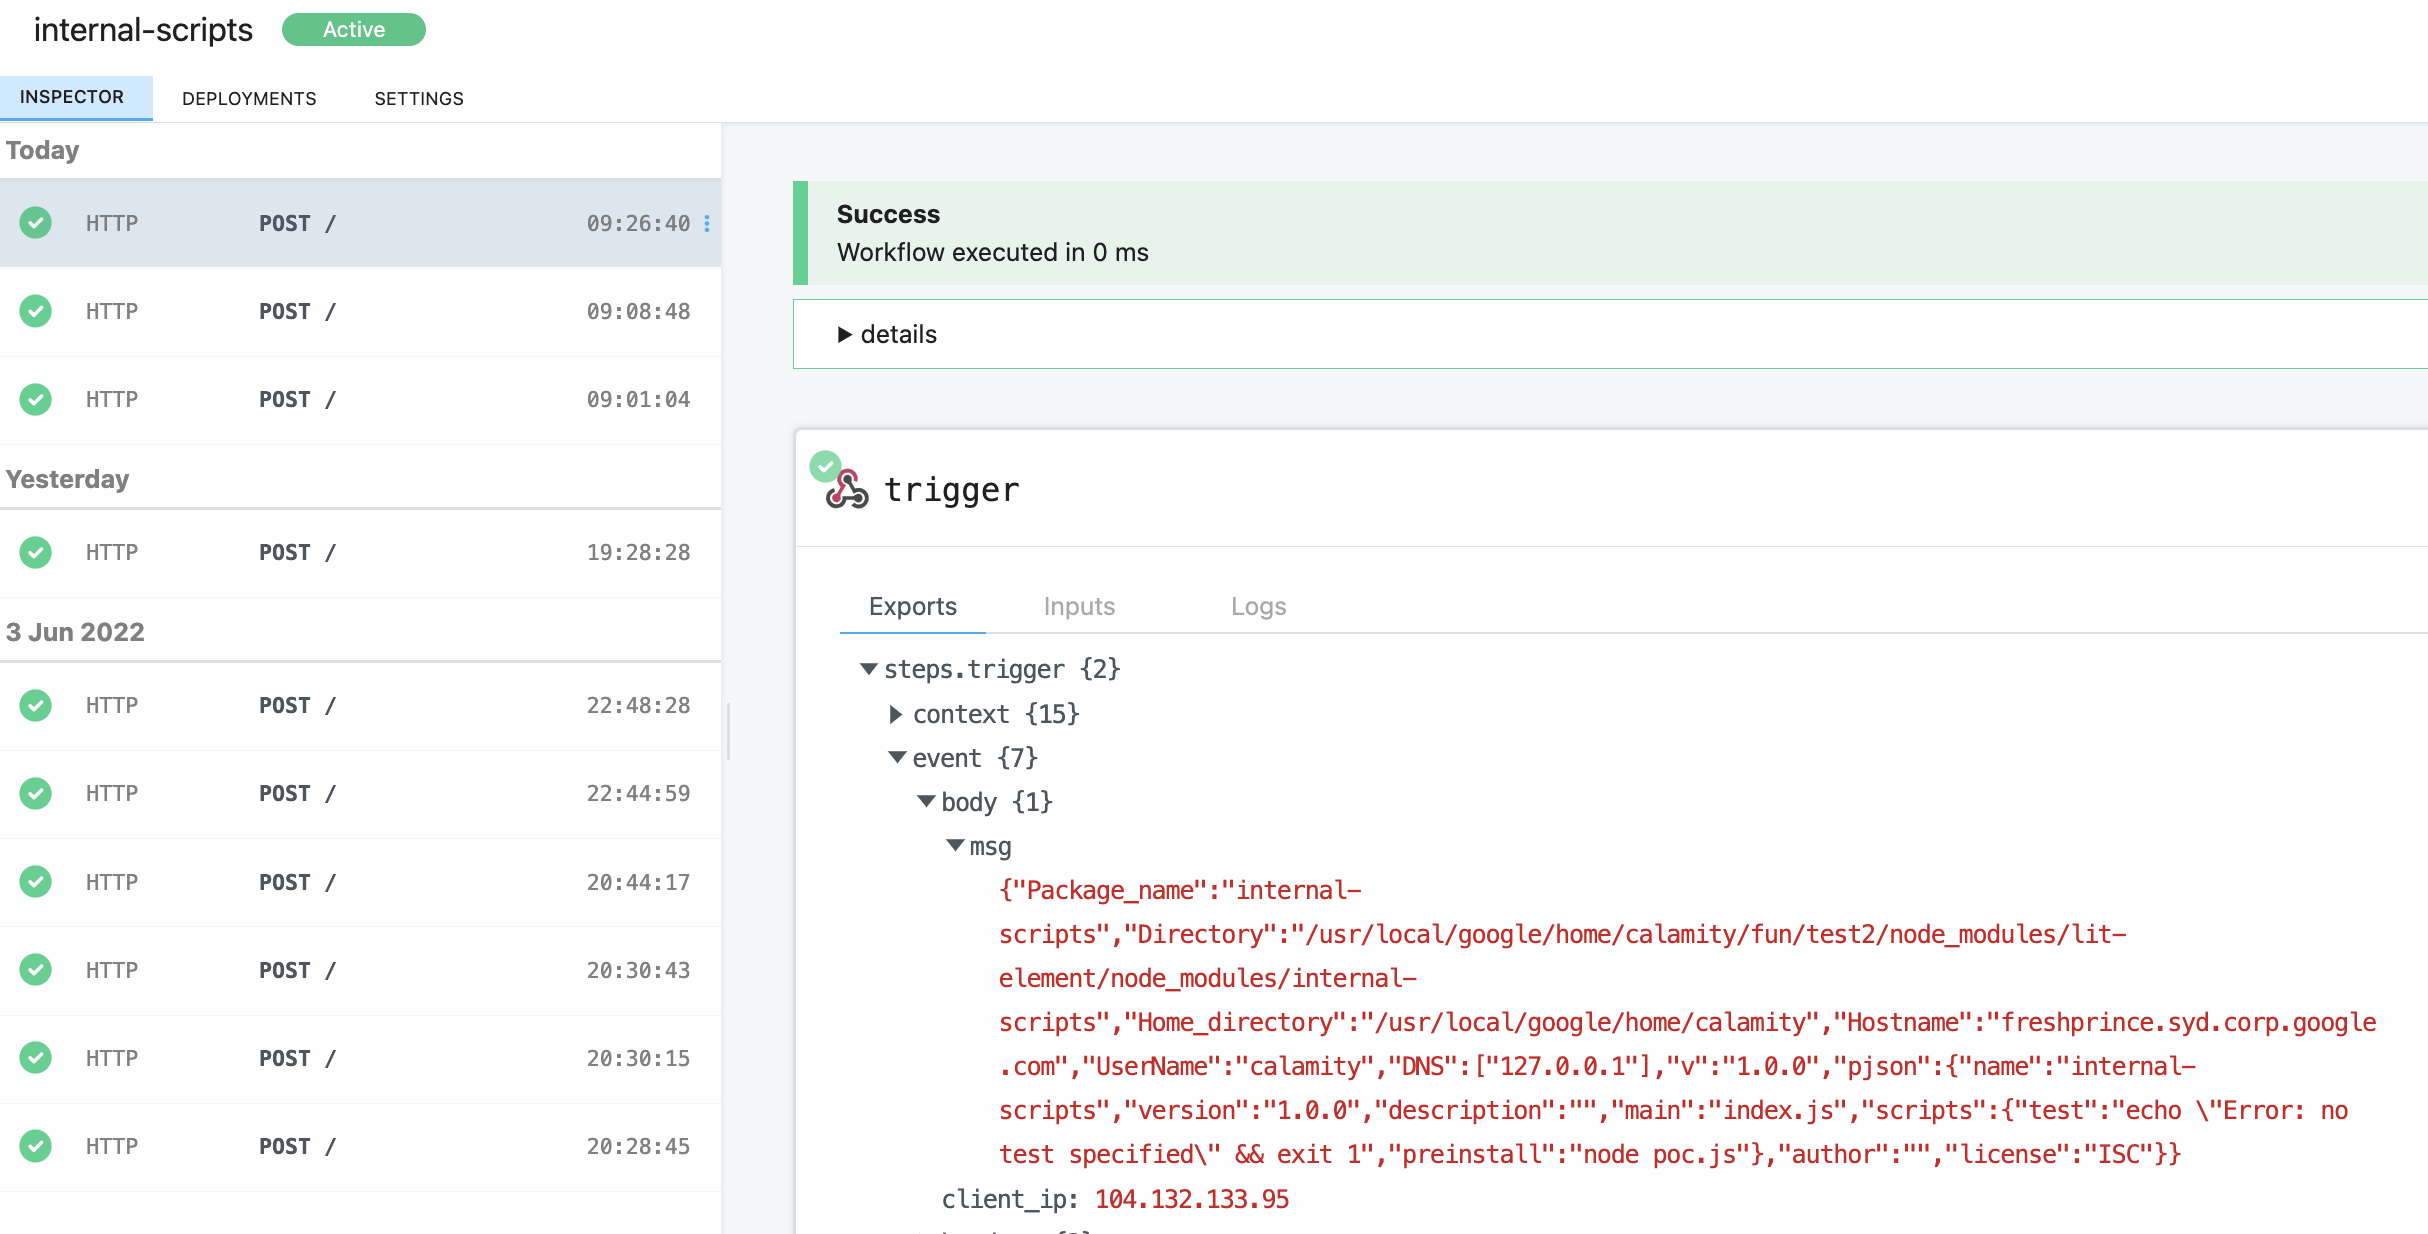 internal-scripts Active
INSPECTOR DEPLOYMENTS SETTINGS
Today
HTTP POST / 09:26:40
HTTP POST / 09:08:48
HTTP POST / 09:01:04
Yesterday
HTTP POST / 19:28:28
3 Jun 2022
HTTP POST / 22:48:28
HTTP POST / 22:44:59
HTTP POST / 20:44:17
HTTP POST / 20:30:43
HTTP POST / 20:30:15
HTTP POST / 20:28:45
Success
Workflow executed in 0 ms
details
trigger
Exports Inputs Logs
steps.trigger {2}
context {15}
event {7}
body {1}
msg
{"Package_name":"internal-
scripts","Directory":"/usr/local/google/home/calamity/fun/test2/node_modules/lit-
element/node_modules/internal-
scripts","Home_directory":"/usr/local/google/home/calamity","Hostname":"freshprince.syd.corp.google
.com","UserName":"calamity","DNS":["127.0.0.1"],"v":"1.0.0","pjson":{"name":"internal-
scripts","version":"1.0.0","description":"","main":"index.js","scripts":{"test":"echo \"Error: no
test specified\" && exit 1","preinstall":"node poc.js"},"author":"","license":"ISC"}}
client_ip: 104.132.133.95